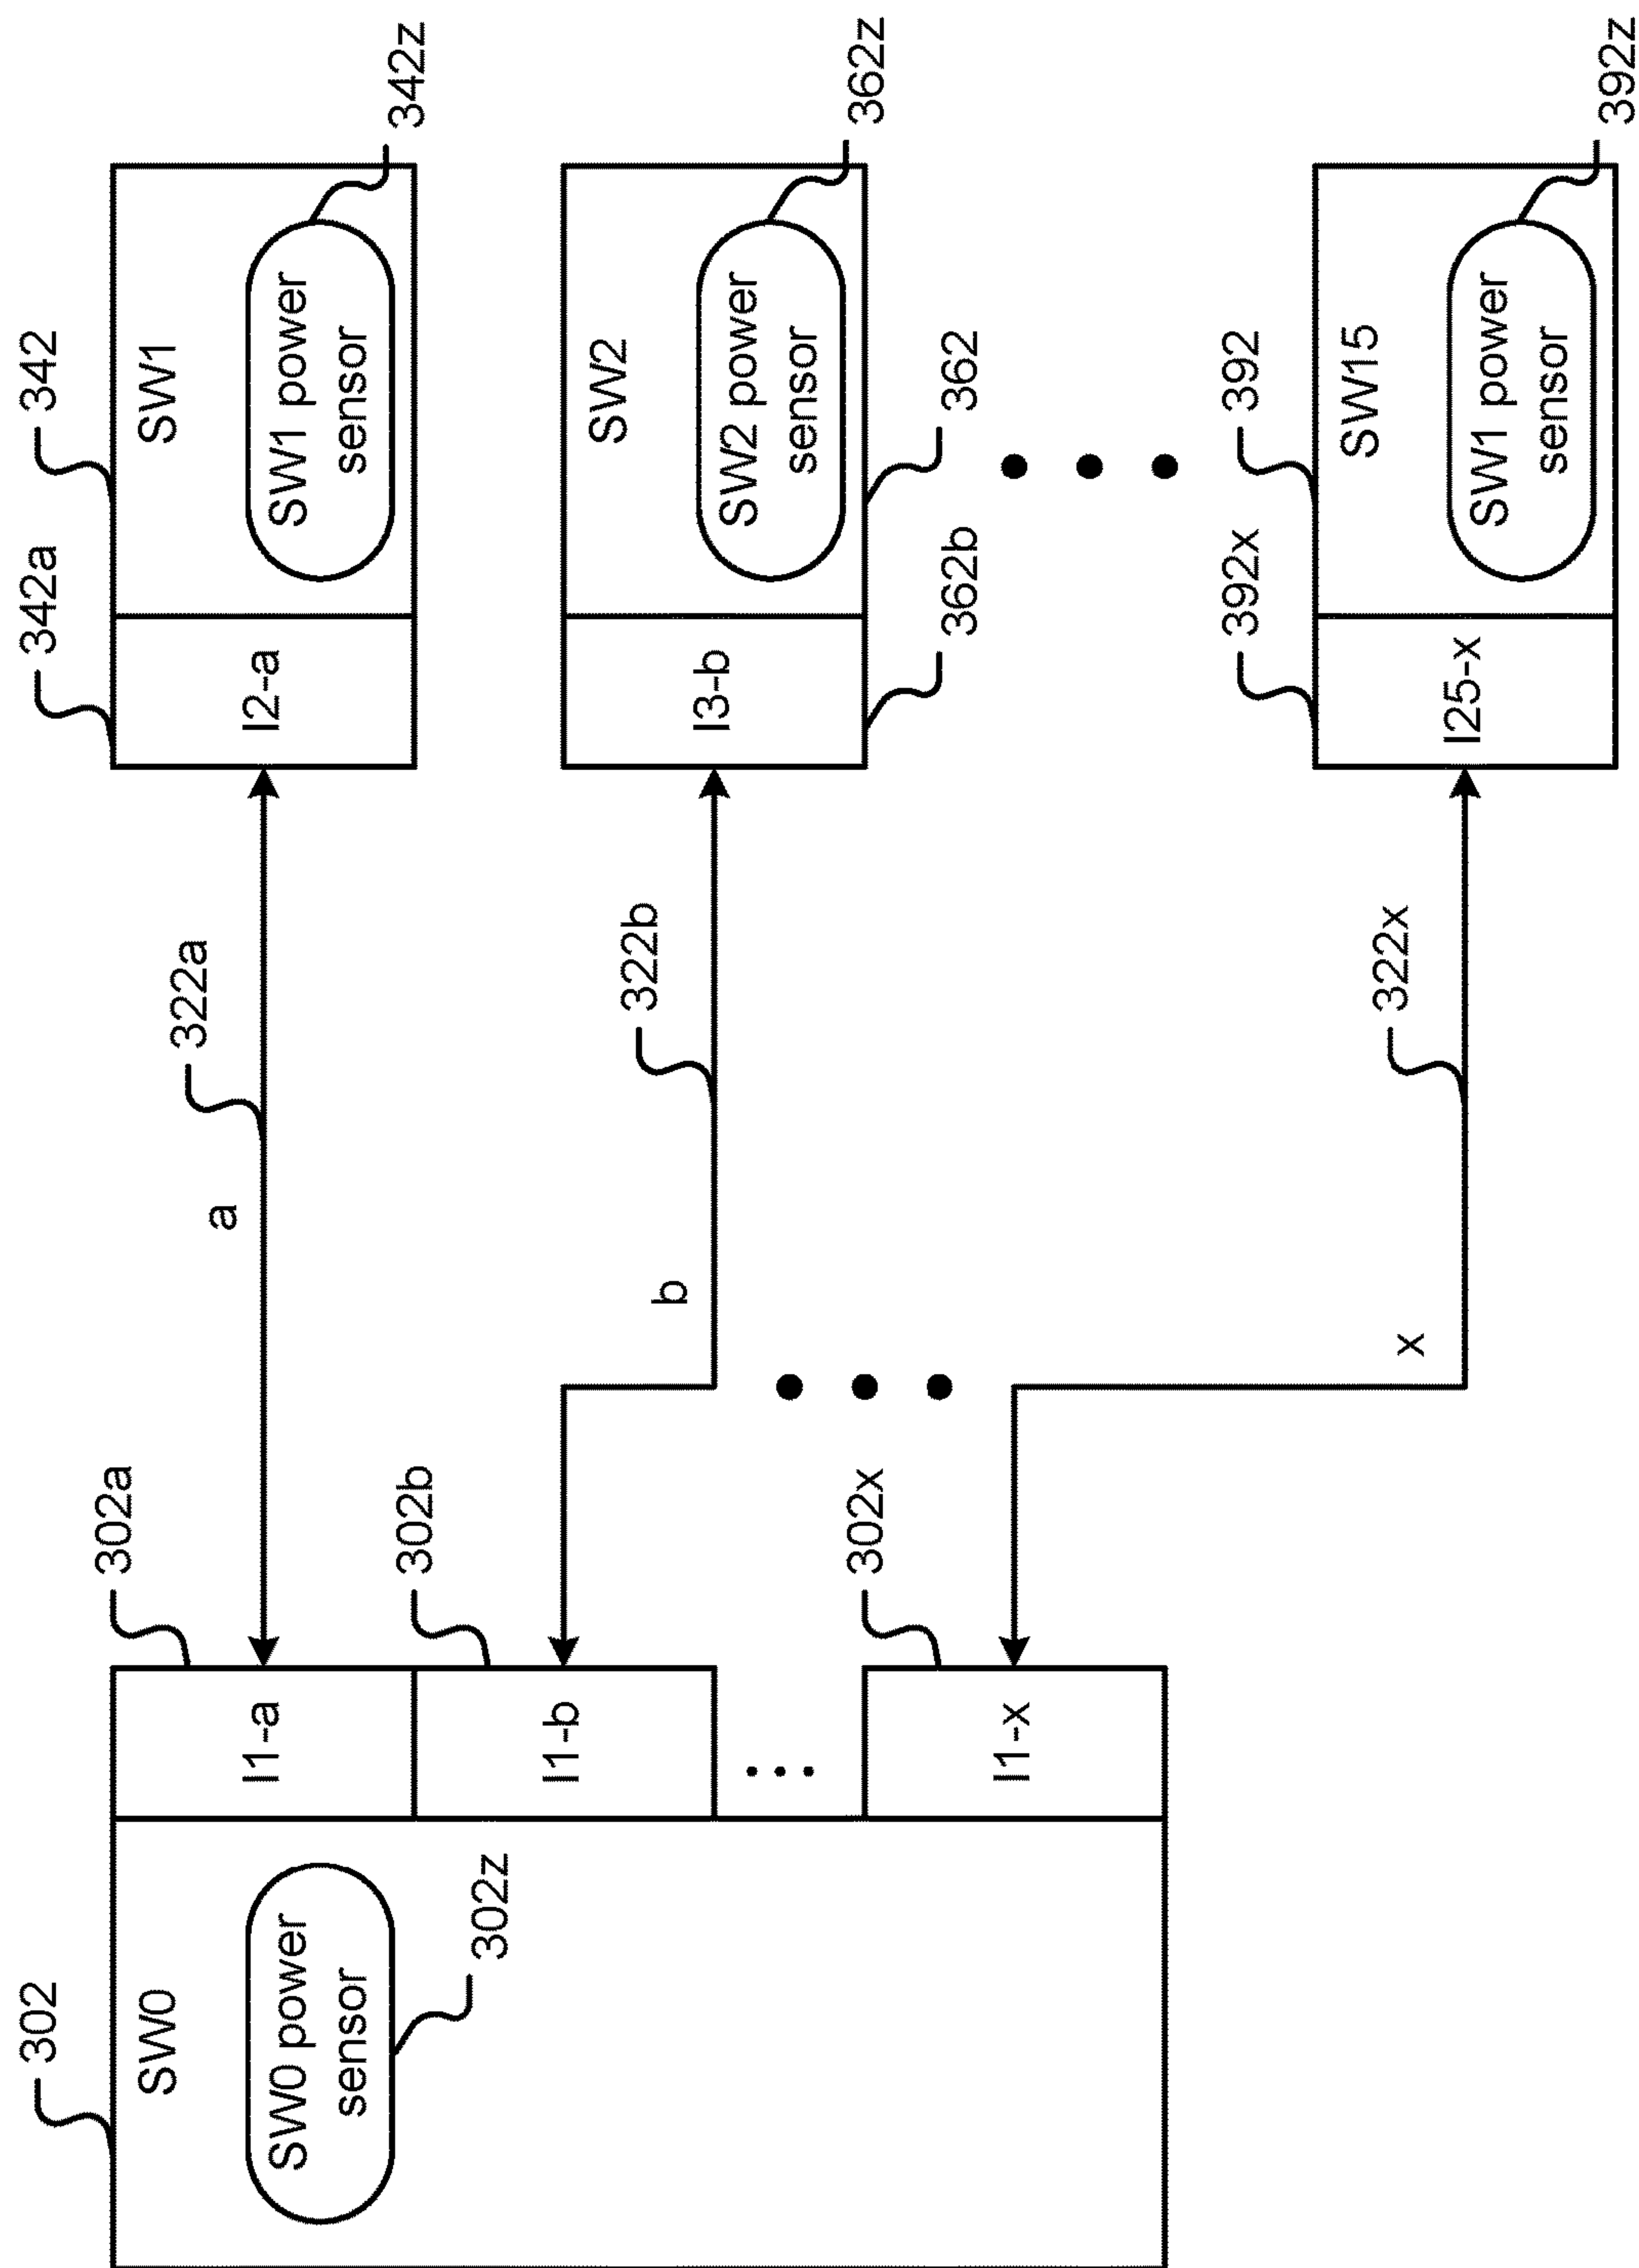 302
SW0
SW0 power
sensor
302z
I1-a
302a
I1-b
302b
...
I1-x
302x
a
322a
b
322b
x
322x
342a
342
I2-a
SW1
SW1 power
sensor
342z
I3-b
SW2
SW2 power
sensor
362z
362b
362
392x
392
I25-x
SW15
SW1 power
sensor
392z